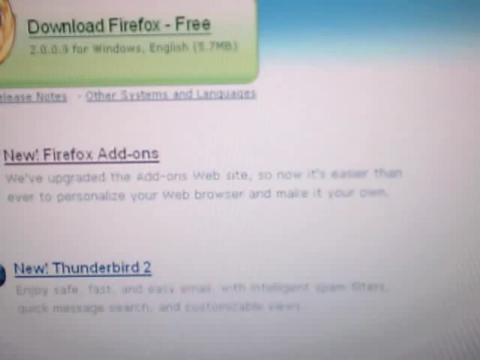 Download Firefox - Free
2.0.0.9 for Windows, English (5.7MB)
elease Notes - Other Systems and Languages
New! Firefox Add-ons
We've upgraded the Add-ons Web site, so now it's easier than
ever to personalize your Web browser and make it your own.
New! Thunderbird 2
Enjoy safe, fast, and easy email, with intelligent spam filters,
quick message search, and customizable views.